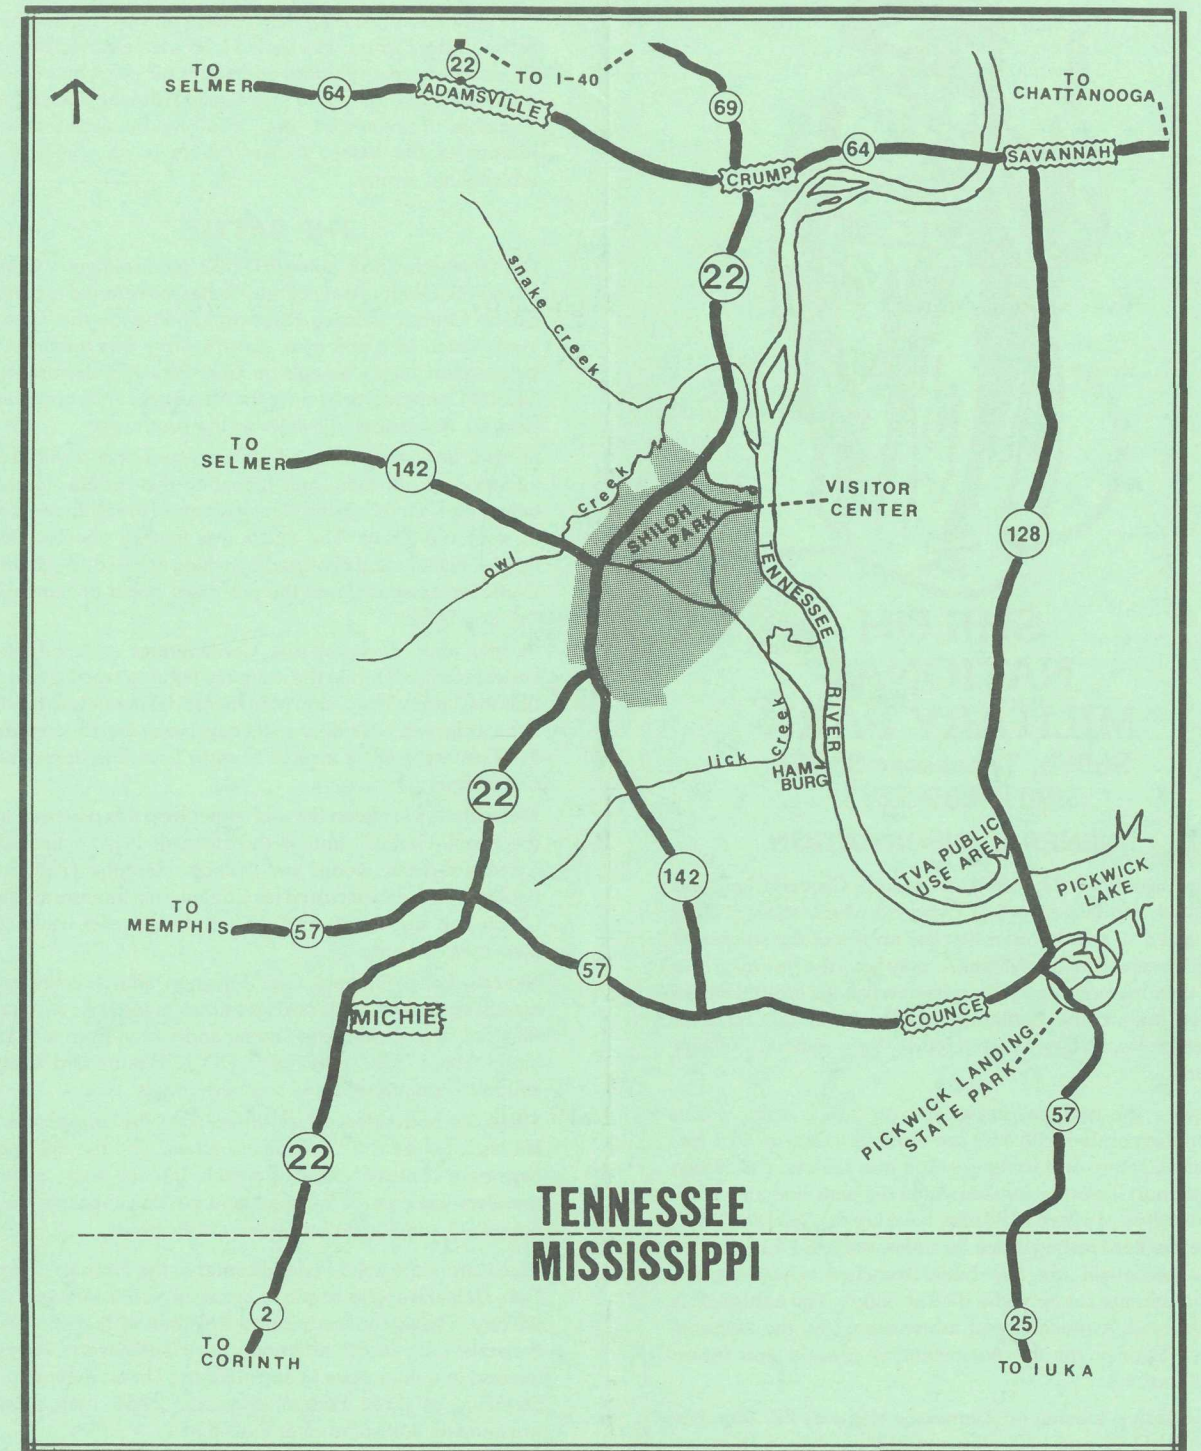 22
TO I-40
TO
SELMER
64
ADAMSVILLE
69
TO
CHATTANOOGA
64
SAVANNAH
CRUMP
22
snake creek
TO
SELMER
142
creek
owl
SHILOH
PARK
VISITOR
CENTER
128
TENNESSEE
RIVER
creek
lick
HAM-
BURG
22
142
TVA PUBLIC
USE AREA
PICKWICK
LAKE
TO
MEMPHIS
57
57
MICHIE
COUNCE
PICKWICK LANDING
STATE PARK
57
22
TENNESSEE
MISSISSIPPI
2
TO
CORINTH
25
TO IUKA